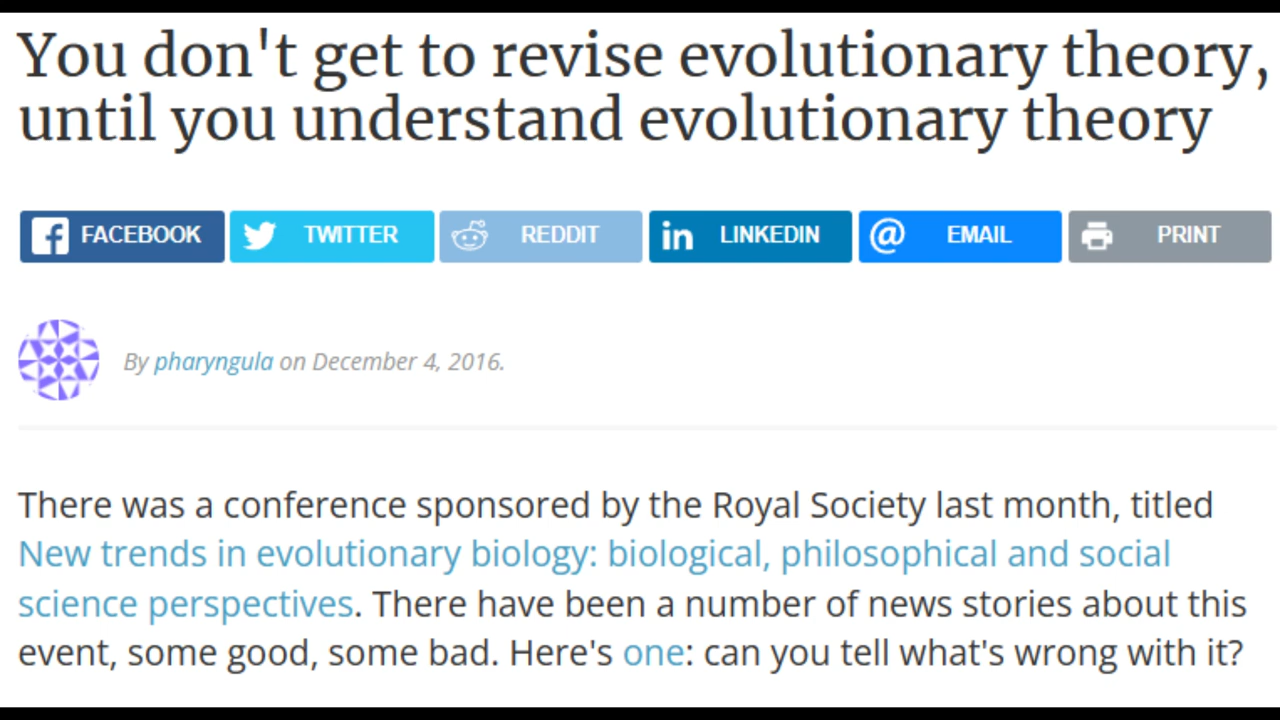 You don't get to revise evolutionary theory,
until you understand evolutionary theory
FACEBOOK TWITTER REDDIT LINKEDIN EMAIL PRINT
By pharyngula on December 4, 2016.
There was a conference sponsored by the Royal Society last month, titled
New trends in evolutionary biology: biological, philosophical and social
science perspectives. There have been a number of news stories about this
event, some good, some bad. Here's one: can you tell what's wrong with it?